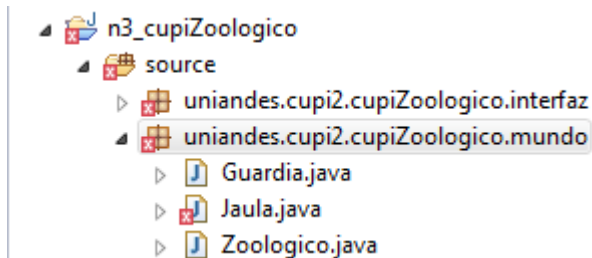 n3_cupiZoologico
source
uniandes.cupi2.cupiZoologico.interfaz
uniandes.cupi2.cupiZoologico.mundo
Guardia.java
Jaula.java
Zoologico.java